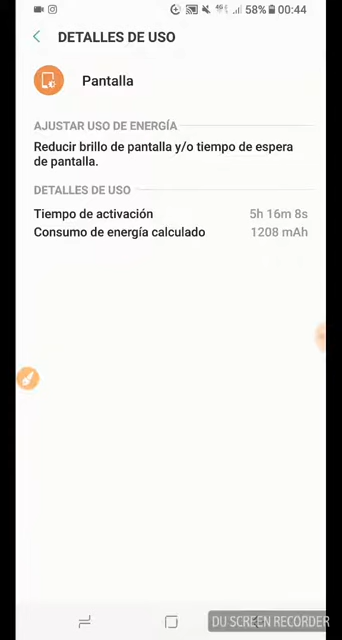 58% 00:44
DETALLES DE USO
Pantalla
AJUSTAR USO DE ENERGÍA
Reducir brillo de pantalla y/o tiempo de espera
de pantalla.
DETALLES DE USO
Tiempo de activación 5h 16m 8s
Consumo de energía calculado 1208 mAh
DU SCREEN RECORDER